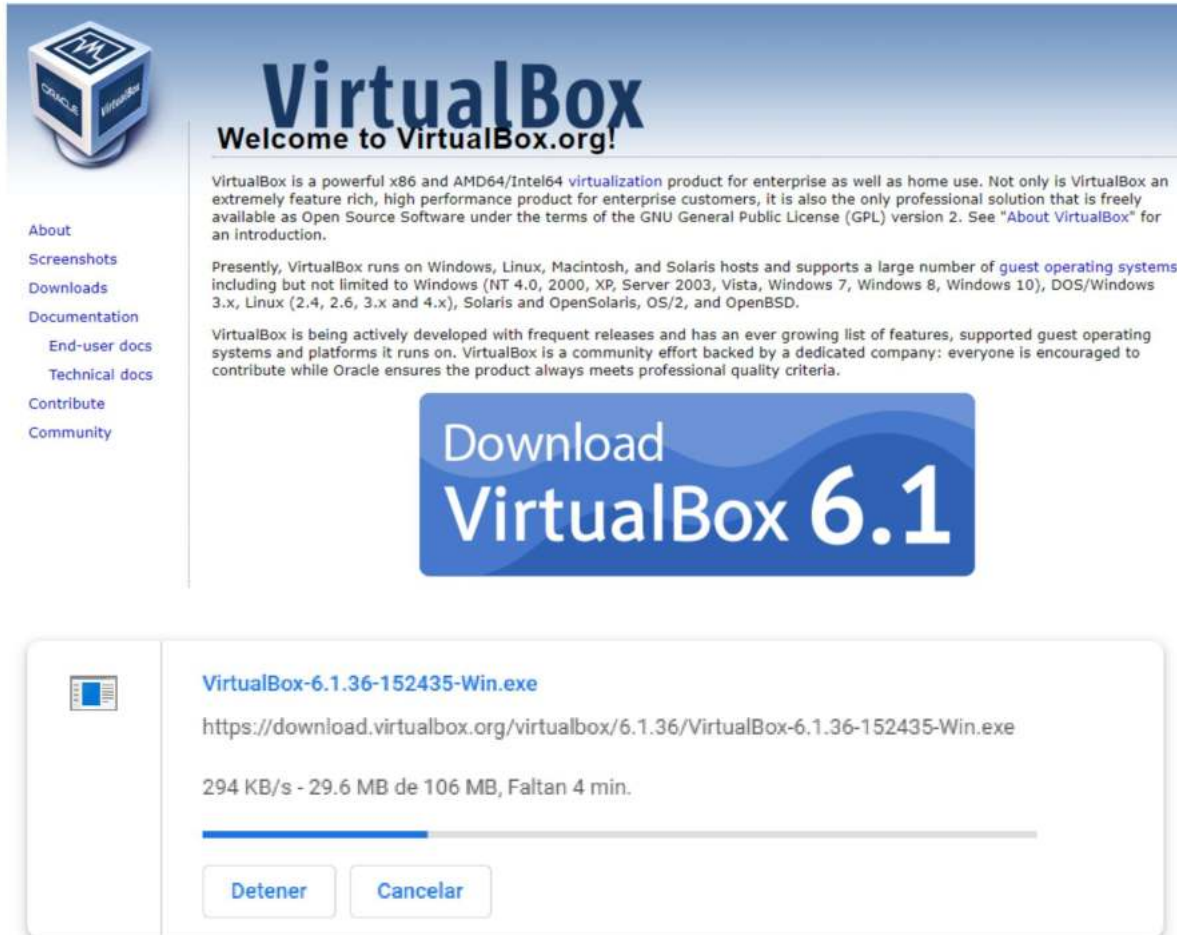 ORACLE
VirtualBox
VirtualBox
Welcome to VirtualBox.org!
VirtualBox is a powerful x86 and AMD64/Intel64 virtualization product for enterprise as well as home use. Not only is VirtualBox an
extremely feature rich, high performance product for enterprise customers, it is also the only professional solution that is freely
available as Open Source Software under the terms of the GNU General Public License (GPL) version 2. See "About VirtualBox" for
an introduction.
Presently, VirtualBox runs on Windows, Linux, Macintosh, and Solaris hosts and supports a large number of guest operating systems
including but not limited to Windows (NT 4.0, 2000, XP, Server 2003, Vista, Windows 7, Windows 8, Windows 10), DOS/Windows
3.x, Linux (2.4, 2.6, 3.x and 4.x), Solaris and OpenSolaris, OS/2, and OpenBSD.
VirtualBox is being actively developed with frequent releases and has an ever growing list of features, supported guest operating
systems and platforms it runs on. VirtualBox is a community effort backed by a dedicated company: everyone is encouraged to
contribute while Oracle ensures the product always meets professional quality criteria.
About
Screenshots
Downloads
Documentation
End-user docs
Technical docs
Contribute
Community
Download
VirtualBox 6.1
VirtualBox-6.1.36-152435-Win.exe
https://download.virtualbox.org/virtualbox/6.1.36/VirtualBox-6.1.36-152435-Win.exe
294 KB/s - 29.6 MB de 106 MB, Faltan 4 min.
Detener
Cancelar